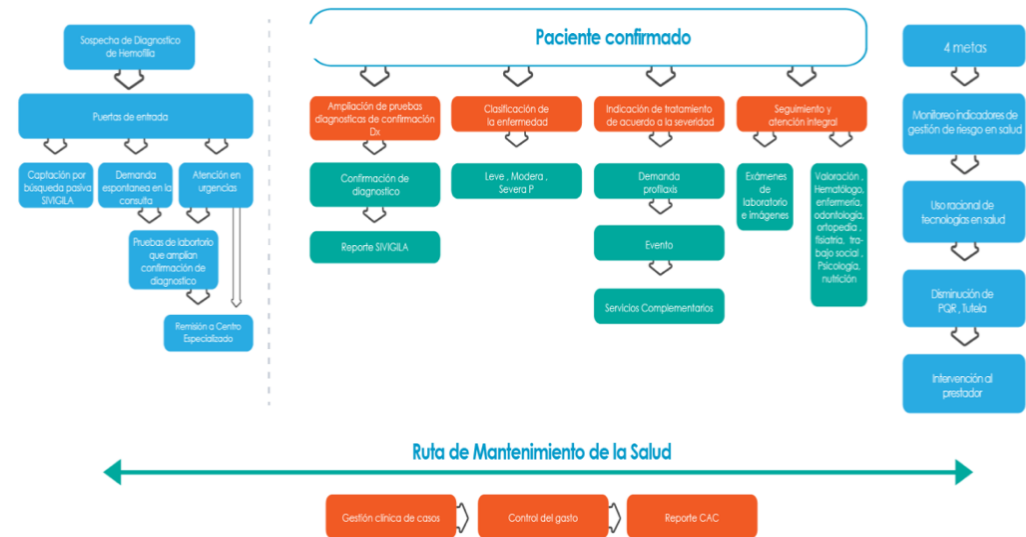 Sospecha de Diagnostico
de Hemofilia
Puertas de entrada
Captación por
búsqueda pasiva
SIVIGILA
Demanda
espontanea en la
consulta
Atención en
urgencias
Pruebas de labortorio
que amplian
confirmación de
diagnostico
Remisión a Centro
Especializado
Paciente confirmado
Ampliación de pruebas
diagnosticas de confirmación
Dx
Confirmación de
diagnostico
Reporte SIVIGILA
Clasificación de
la enfermedad
Leve , Modera ,
Severa P
Indicación de tratamiento
de acuerdo a la severidad
Demanda
profilaxis
Evento
Servicios Complementarios
Seguimiento y
atención integral
Exámenes
de
laboratorio
e imágenes
Valoración ,
Hematólogo,
enfermería,
odontología,
ortopedia ,
fisiatria, tra-
bajo social ,
Psicología,
nutrición
4 metas
Monitoreo indicadores de
gestión de riesgo en salud
Uso racional de
tecnologías en salud
Disminución de
PQR , Tutela
Intervención al
prestador
Ruta de Mantenimiento de la Salud
Gestión clínica de casos
Control del gasto
Reporte CAC